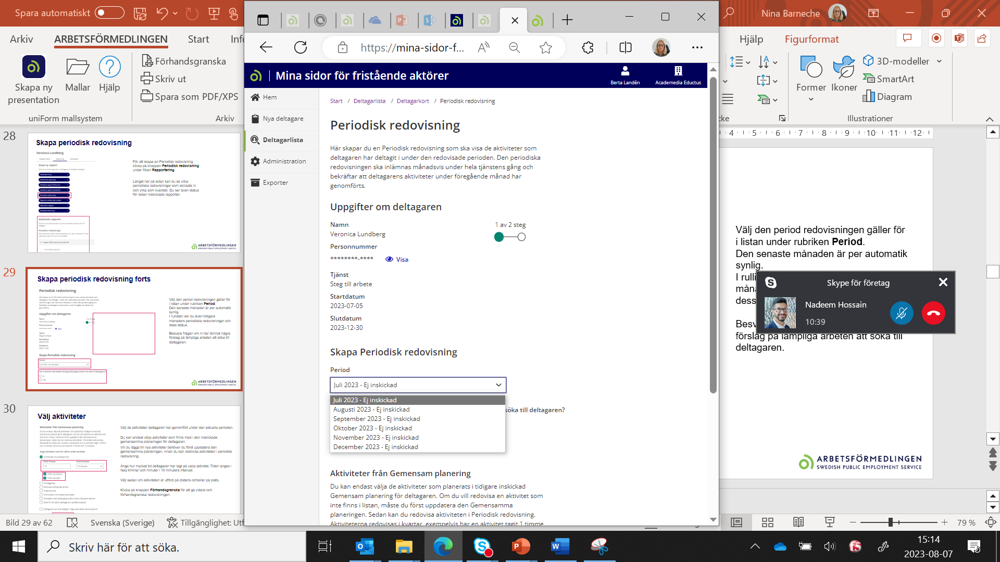 Spara automatiskt
Nina Barneche
Arkiv
ARBETSFÖRMEDLINGEN
Start
Hjälp
Figurformat
Skapa ny
presentation
Mallar
Hjälp
Förhandsgranska
Skriv ut
Spara som PDF/XPS
uniForm mallsystem
Arkiv
https://mina-sidor-f...
3D-modeller
SmartArt
Diagram
Former
Ikoner
Illustrationer
4 5 6 7 8 9 10 11 12
Mina sidor för fristående aktörer
Berta Landén
Academedia Eductus
Hem
Nya deltagare
Deltagarlista
Administration
Exporter
Start / Deltagarlista / Deltagarkort / Periodisk redovisning
Periodisk redovisning
Här skapar du en Periodisk redovisning som ska visa de aktiviteter som
deltagaren har deltagit i under den redovisade perioden. Den periodiska
redovisningen ska inlämnas månadsvis under hela tjänstens gång och
bekräftar att deltagarens aktiviteter under föregående månad har
genomförts.
Uppgifter om deltagaren
Namn
Veronica Lundberg
1 av 2 steg
Personnummer
********-****
Visa
Tjänst
Steg till arbete
Startdatum
2023-07-05
Slutdatum
2023-12-30
Skapa Periodisk redovisning
Period
Juli 2023 - Ej inskickad
Juli 2023 - Ej inskickad
Augusti 2023 - Ej inskickad
September 2023 - Ej inskickad
Oktober 2023 - Ej inskickad
November 2023 - Ej inskickad
December 2023 - Ej inskickad
söka till deltagaren?
Aktiviteter från Gemensam planering
Du kan endast välja de aktiviteter som planerats i tidigare inskickad
Gemensam planering för deltagaren. Om du vill redovisa en aktivitet som
inte finns i listan, måste du först uppdatera den Gemensamma
planeringen. Sedan kan du redovisa aktiviteten i Periodisk redovisning.
Aktiviteterna redovisas i kvartar, exempelvis har en aktivitet tagit 1 timme
28
Skapa periodisk redovisning
Veronica Lundberg
Skapa ny rapport
För att skapa en Periodisk redovisning
klicka på knappen Periodisk redovisning
under fliken Rapportering.
Längst ner på sidan kan du se vilka
periodiska redovisningar som skickats in
och vilka som kvarstår. Du ser även status
för redan inskickade rapporter.
ARBETSFÖRMEDLINGEN
SWEDISH PUBLIC EMPLOYMENT SERVICE
29
Skapa periodisk redovisning forts
Periodisk redovisning
Uppgifter om deltagaren
Skapa Periodisk redovisning
Välj den period redovisningen gäller för
i listan under rubriken Period.
Den senaste månaden är per automatik
synlig.
I rullistan ser du även tidigare
månaders periodiska redovisningar och
dess status.
Besvara frågan om ni har lämnat några
förslag på lämpliga arbeten att söka till
deltagaren.
ARBETSFÖRMEDLINGEN
SWEDISH PUBLIC EMPLOYMENT SERVICE
30
Välj aktiviteter
Aktiviteter från Gemensam planering
Välj de aktiviteter deltagaren har genomfört under den aktuella perioden.
Du kan endast välja aktiviteter som finns med i den inskickade
gemensamma planeringen för deltagaren.
Vill du lägga till nya aktiviteter behöver du först uppdatera den
gemensamma planeringen, innan du kan redovisa aktiviteten i periodisk
redovisning.
Ange hur mycket tid deltagaren har lagt på varje aktivitet. Tiden anges i
hela timmar och minuter i 15 minuters intervall.
Välj sedan om aktiviteten är utförd på distans och/eller på plats.
Klicka på knappen Förhandsgranska för att gå vidare och
förhandsgranska redovisningen.
Välj den period redovisningen gäller för
i listan under rubriken Period.
Den senaste månaden är per automatik
synlig.
I rulli
måna
dess
Besv
förslag på lämpliga arbeten att söka till
deltagaren.
Skype för företag
Nadeem Hossain
10:39
ARBETSFÖRMEDLINGEN
SWEDISH PUBLIC EMPLOYMENT SERVICE
Bild 29 av 62
Svenska (Sverige)
Tillgänglighet: Utf
79 %
Skriv här för att söka.
15:14
2023-08-07